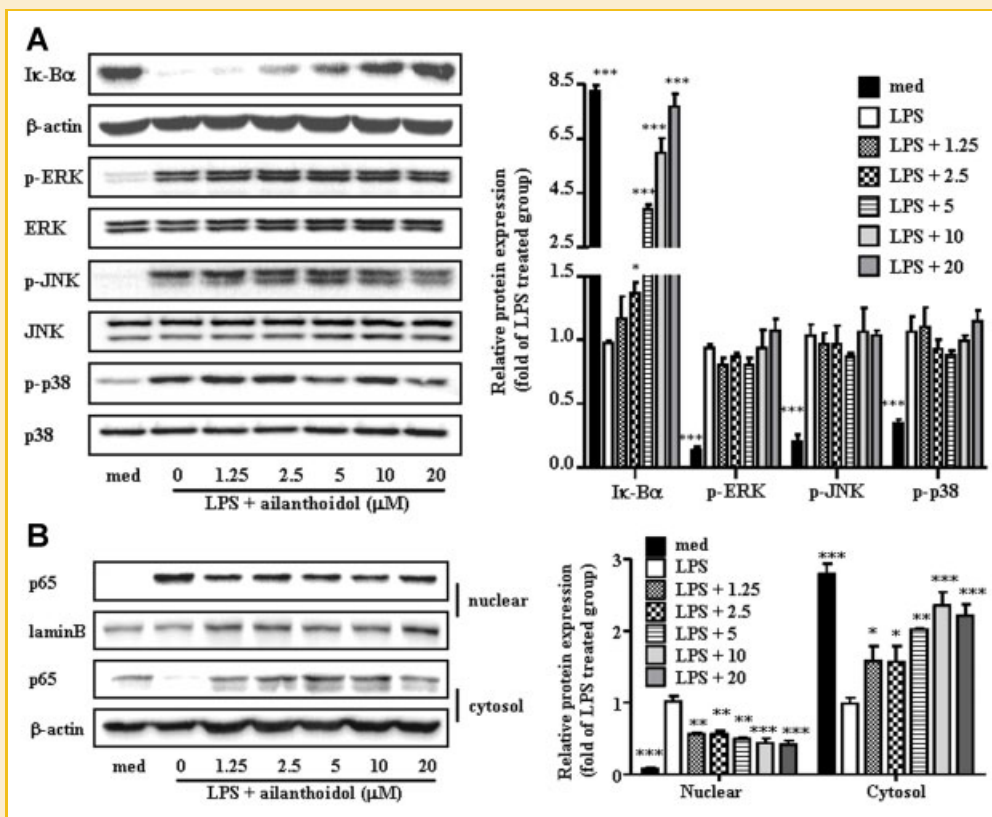 A
Iκ-Bα
β-actin
p-ERK
ERK
p-JNK
JNK
p-p38
p38
med 0 1.25 2.5 5 10 20
LPS + ailanthoidol (μM)
Relative protein expression
(fold of LPS treated group)
8.5
6.5
4.5
2.5
1.5
1.0
0.5
0.0
*** *** *** *** * *** *** ***
Iκ-Bα p-ERK p-JNK p-p38
med
LPS
LPS + 1.25
LPS + 2.5
LPS + 5
LPS + 10
LPS + 20
B
p65
laminB
nuclear
p65
β-actin
cytosol
med 0 1.25 2.5 5 10 20
LPS + ailanthoidol (μM)
Relative protein expression
(fold of LPS treated group)
3
2
1
0
med
LPS
LPS + 1.25
LPS + 2.5
LPS + 5
LPS + 10
LPS + 20
*** ** ** ** *** *** *** * * ** *** ***
Nuclear Cytosol